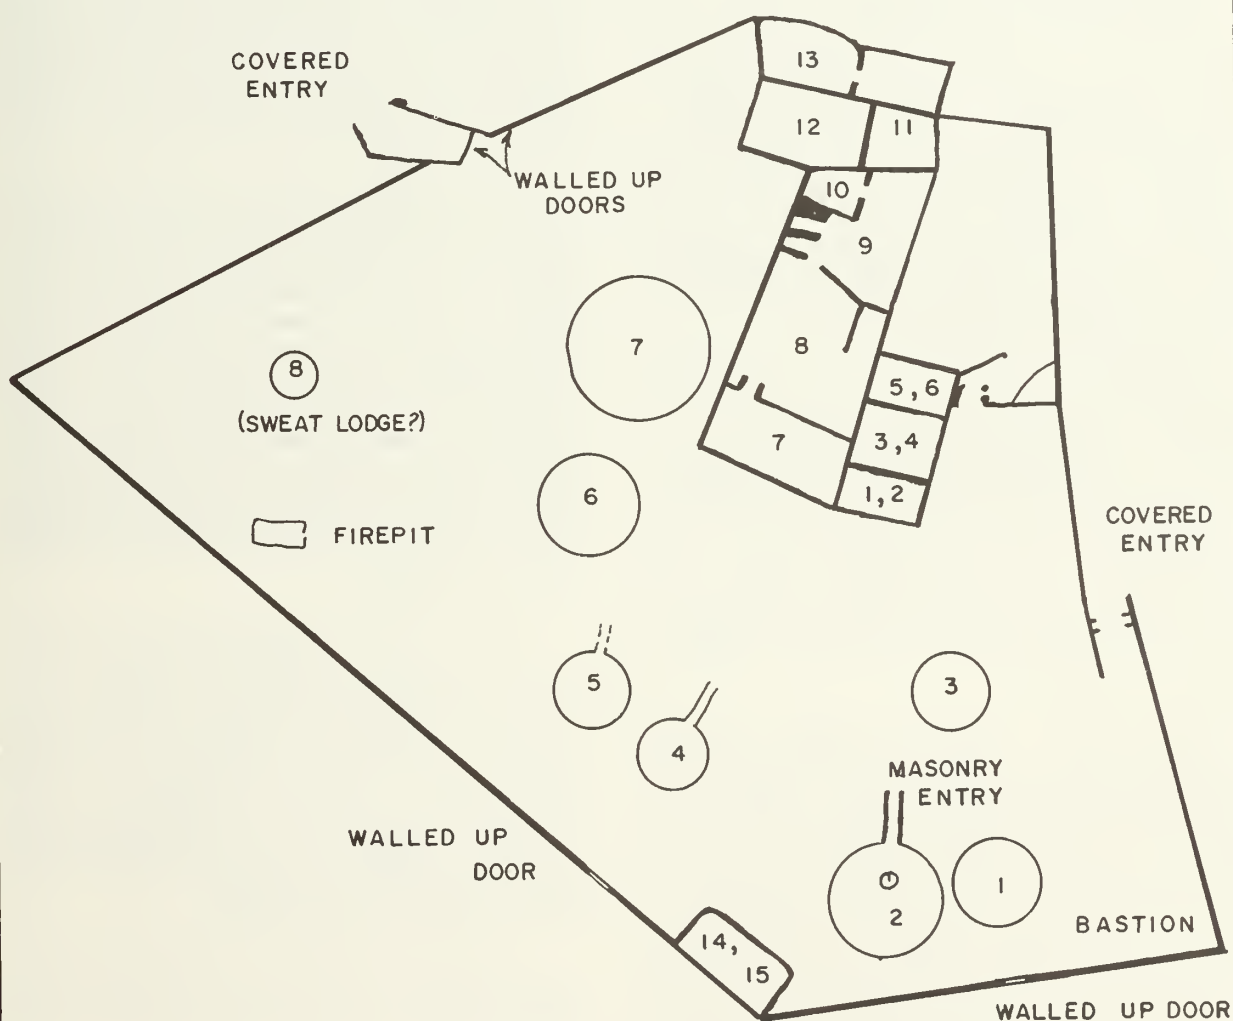 COVERED
ENTRY
13
12
11
WALLED UP
DOORS
10
9
8
7
8
(SWEAT LODGE?)
5,6
3,4
7
1,2
6
FIREPIT
COVERED
ENTRY
5
3
4
MASONRY
ENTRY
WALLED UP
DOOR
1
2
BASTION
14,
15
WALLED UP DOOR